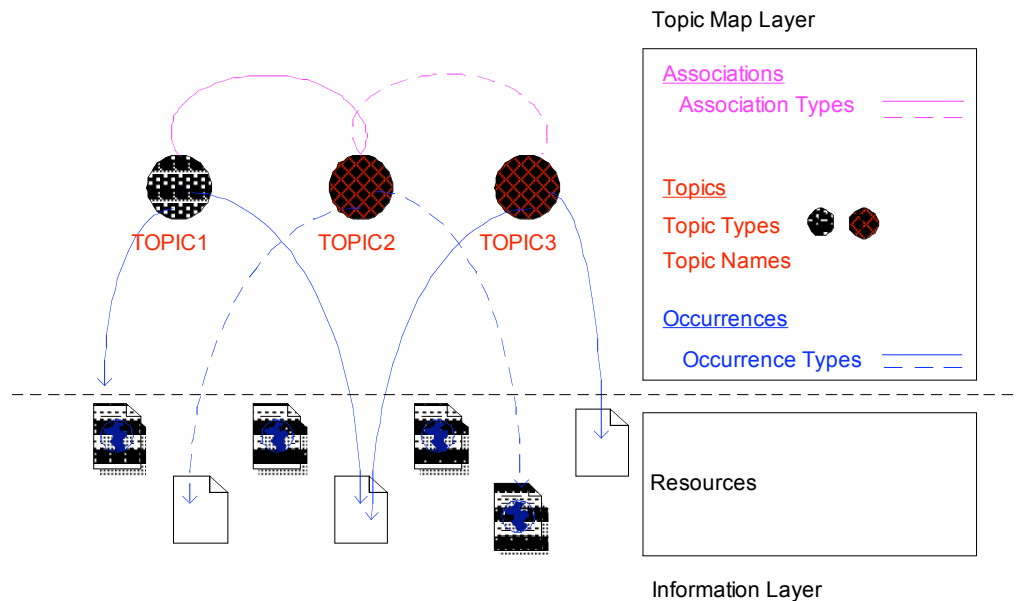 Topic Map Layer
Associations
Association Types
Topics
TOPIC1 TOPIC2 TOPIC3
Topic Types
Topic Names
Occurrences
Occurrence Types
Resources
Information Layer